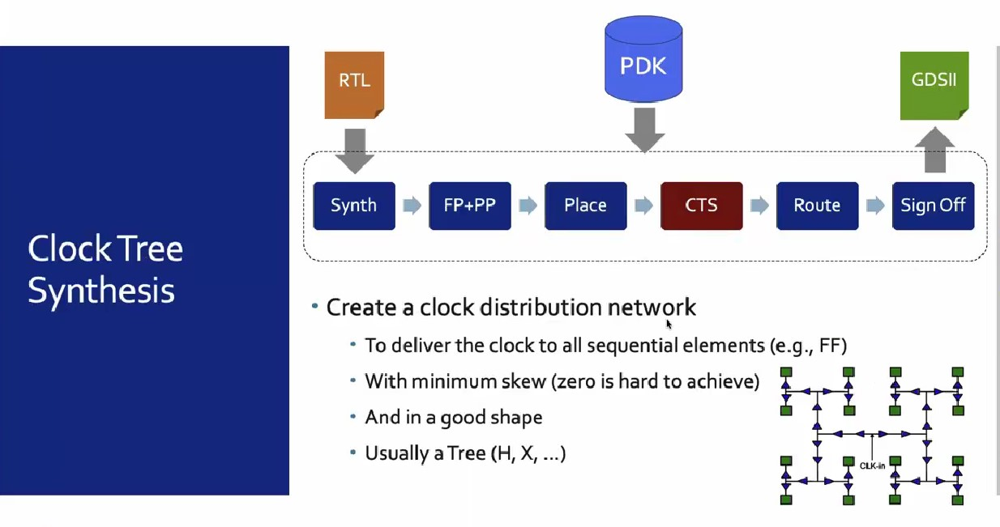 Clock Tree
Synthesis
RTL
PDK
GDSII
Synth
FP+PP
Place
CTS
Route
Sign Off
• Create a clock distribution network
• To deliver the clock to all sequential elements (e.g., FF)
• With minimum skew (zero is hard to achieve)
• And in a good shape
• Usually a Tree (H, X, ...)
CLK-in